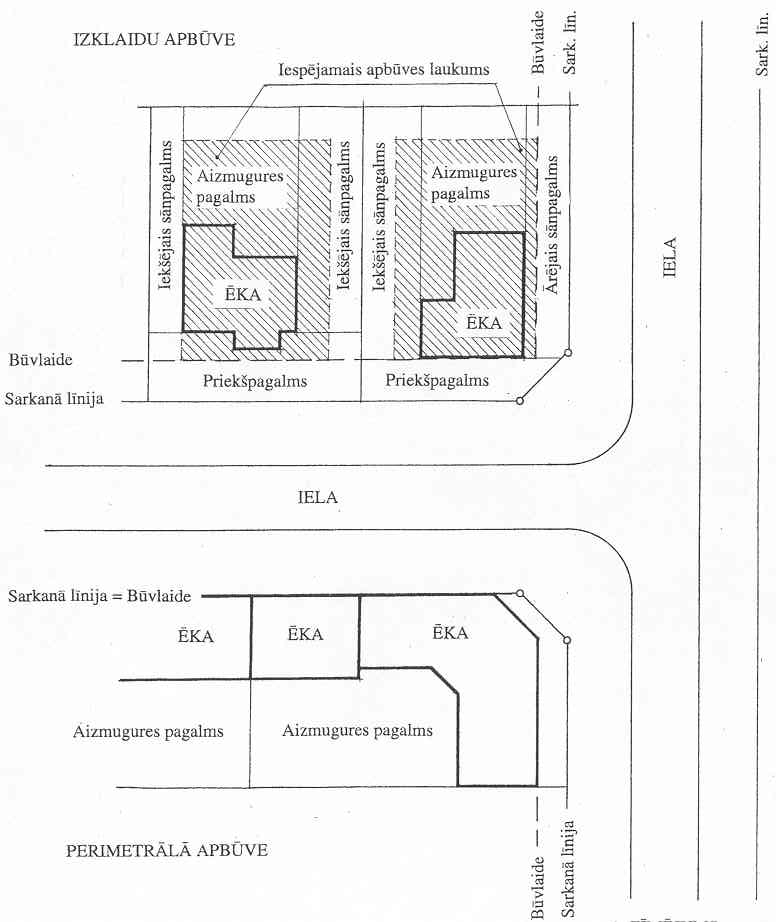 IZKLAIDU APBŪVE
Būvlaide
Sark. līn.
Sark. līn.
Iespējamais apbūves laukums
Iekšējais sānpagalms
Aizmugures
pagalms
Iekšējais sānpagalms
Iekšējais sānpagalms
Aizmugures
pagalms
Ārējais sānpagalms
IELA
ĒKA
ĒKA
Būvlaide
Priekšpagalms
Priekšpagalms
Sarkanā līnija
IELA
Sarkanā līnija = Būvlaide
ĒKA
ĒKA
ĒKA
Aizmugures pagalms
Aizmugures pagalms
PERIMETRĀLĀ APBŪVE
Būvlaide
Sarkanā līnija